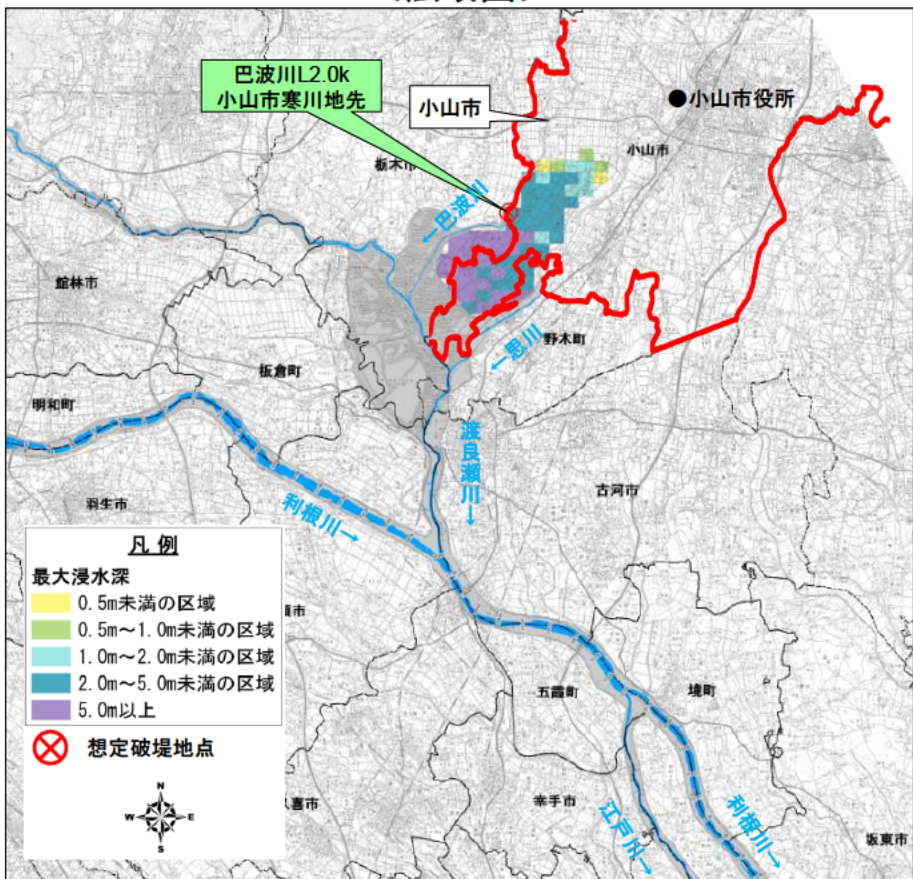 巴波川L2.0k
小山市寒川地先
小山市
●小山市役所
小山市
栃木市
←巴波川
館林市
野木町
←思川
板倉町
明和町
渡良瀬川→
古河市
羽生市
利根川→
凡例
最大浸水深
0.5m未満の区域
0.5m～1.0m未満の区域
1.0m～2.0m未満の区域
2.0m～5.0m未満の区域
5.0m以上
想定破堤地点
須市
五霞町
境町
N
W
E
S
久喜市
幸手市
江戸川→
利根川→
坂東市